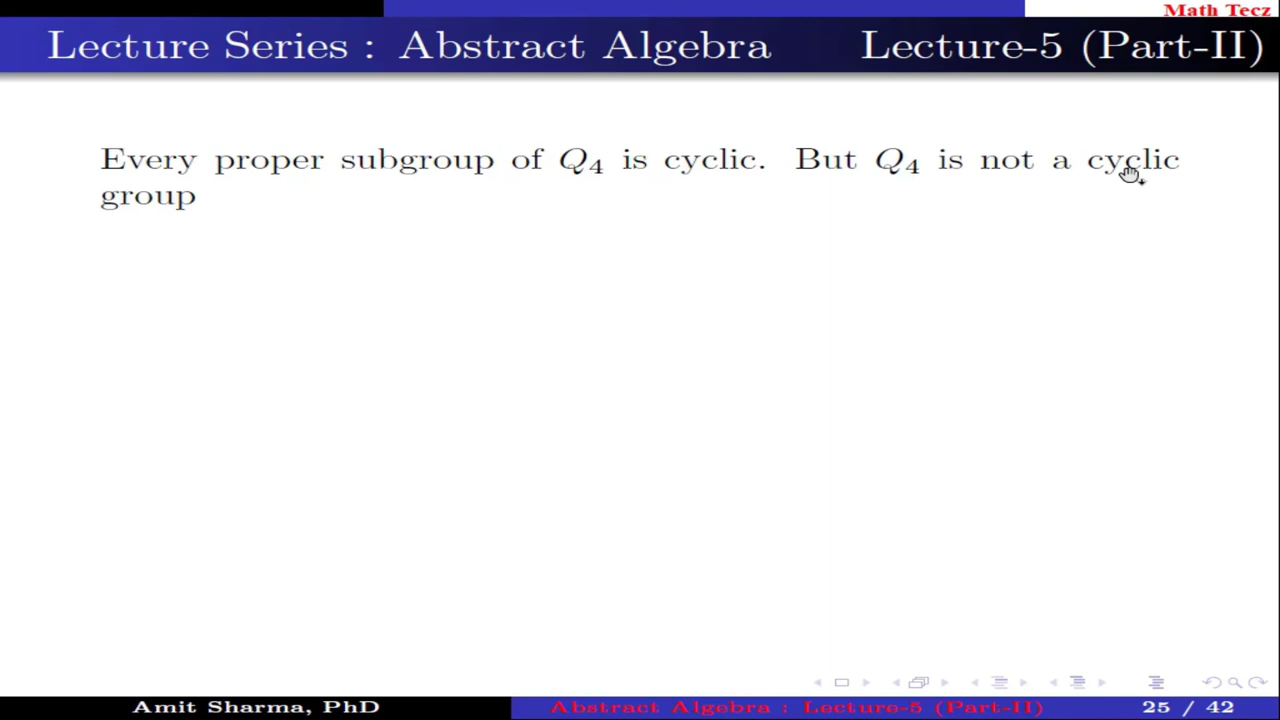 Math Tecz
Lecture Series : Abstract Algebra Lecture-5 (Part-II)
Every proper subgroup of Q₄ is cyclic. But Q₄ is not a cyclic
group
Amit Sharma, PhD Abstract Algebra : Lecture-5 (Part-II) 25 / 42